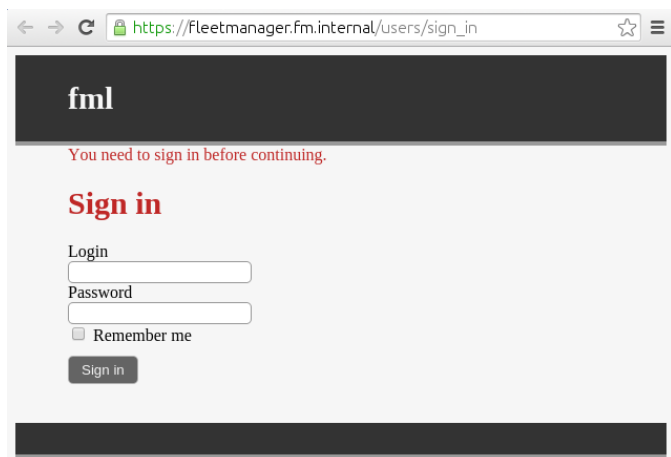 https://fleetmanager.fm.internal/users/sign_in
fml
You need to sign in before continuing.
Sign in
Login
Password
Remember me
Sign in